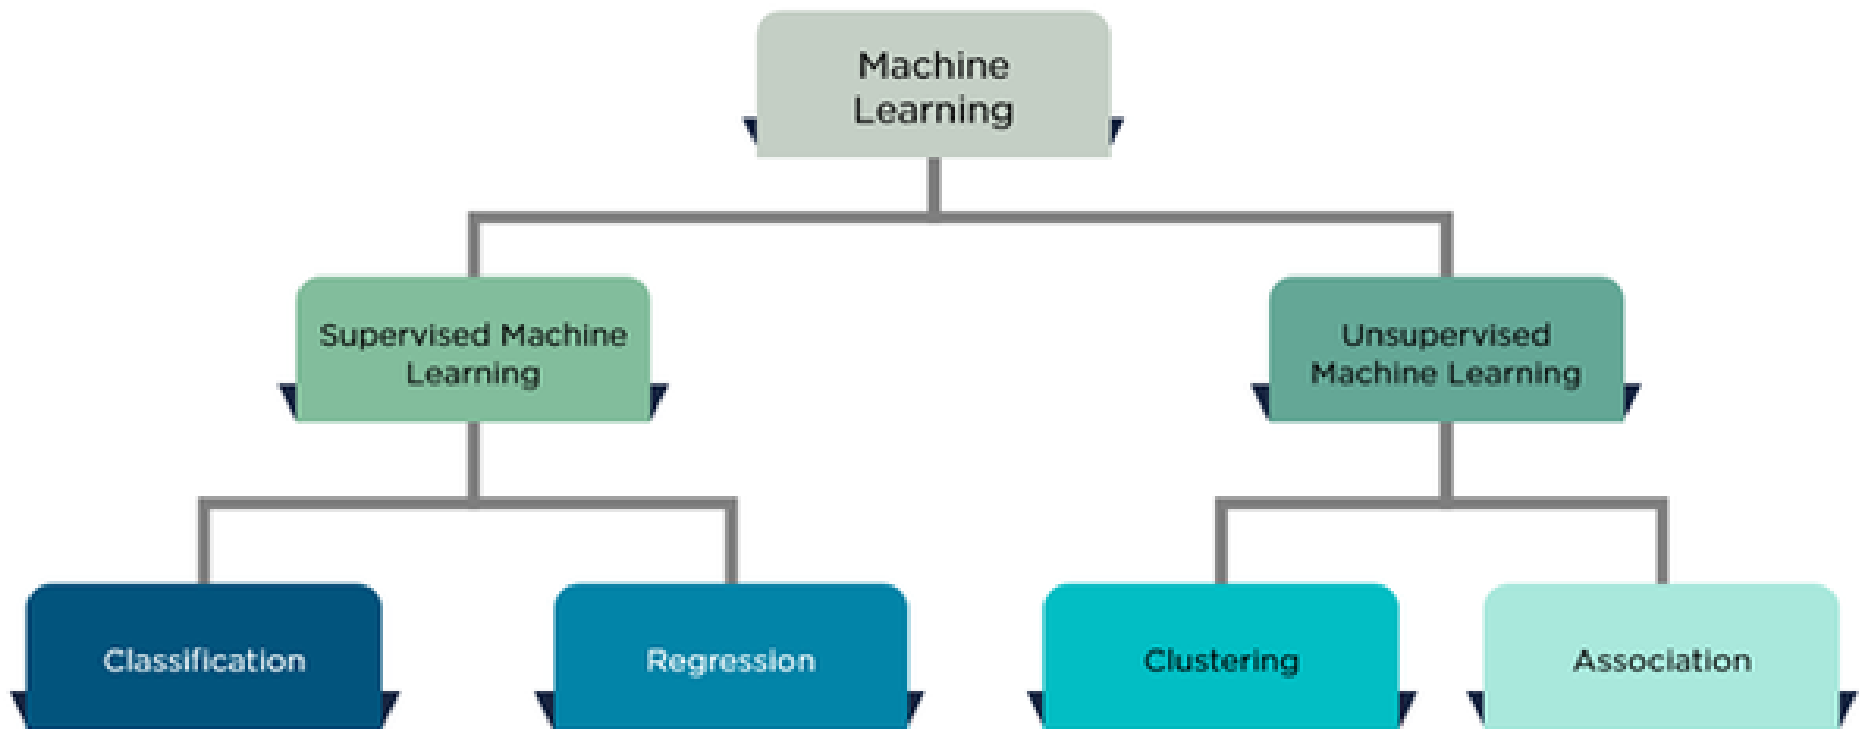 Machine
Learning
Supervised Machine
Learning
Unsupervised
Machine Learning
Classification
Regression
Clustering
Association